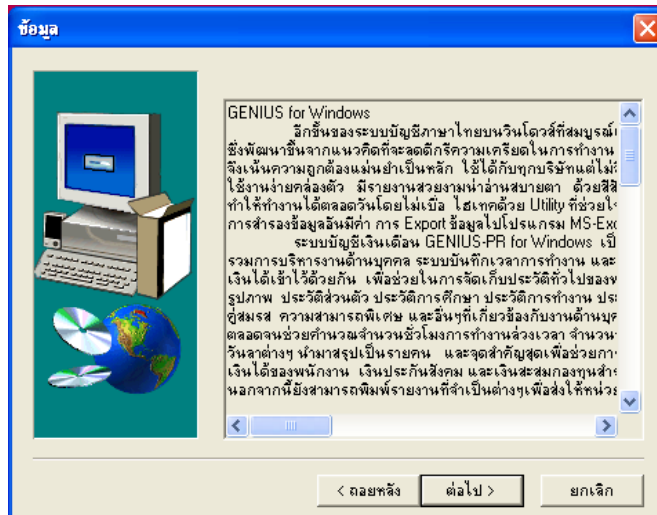 ข้อมูล
GENIUS for Windows
อีกขั้นของระบบบัญชีภาษาไทยบนวินโดวส์ที่สมบูรณ์
ซึ่งพัฒนาขึ้นจากแนวคิดที่จะลดดีกรีความเครียดในการทำงาน
จึงเน้นความถูกต้องแม่นยำเป็นหลัก ใช้ได้กับทุกบริษัทแต่ไม่
ใช้งานง่ายคล่องตัว มีรายงานสวยงามน่าอ่านสบายตา ด้วยสีสั
ทำให้ทำงานได้ตลอดวันโดยไม่เบื่อ ไฮเทคด้วย Utility ที่ช่วยใ
การสำรองข้อมูลอันมีค่า การ Export ข้อมูลไปโปรแกรม MS-Ex
ระบบบัญชีเงินเดือน GENIUS-PR for Windows เป็
รวมการบริหารงานด้านบุคคล ระบบบันทึกเวลาการทำงาน และ
เงินได้เข้าไว้ด้วยกัน เพื่อช่วยในการจัดเก็บประวัติทั่วไปของพ
รูปภาพ ประวัติส่วนตัว ประวัติการศึกษา ประวัติการทำงาน ประ
คู่สมรส ความสามารถพิเศษ และอื่นๆที่เกี่ยวข้องกับงานด้านบุค
ตลอดจนช่วยคำนวณจำนวนชั่วโมงการทำงานล่วงเวลา จำนวน
วันลาต่างๆ นำมาสรุปเป็นรายคน และจุดสำคัญสุดเพื่อช่วยกา
เงินได้ของพนักงาน เงินประกันสังคม และเงินสะสมกองทุนสำ
นอกจากนี้ยังสามารถพิมพ์รายงานที่จำเป็นต่างๆเพื่อส่งให้หน่วย
< ถอยหลัง ต่อไป > ยกเลิก